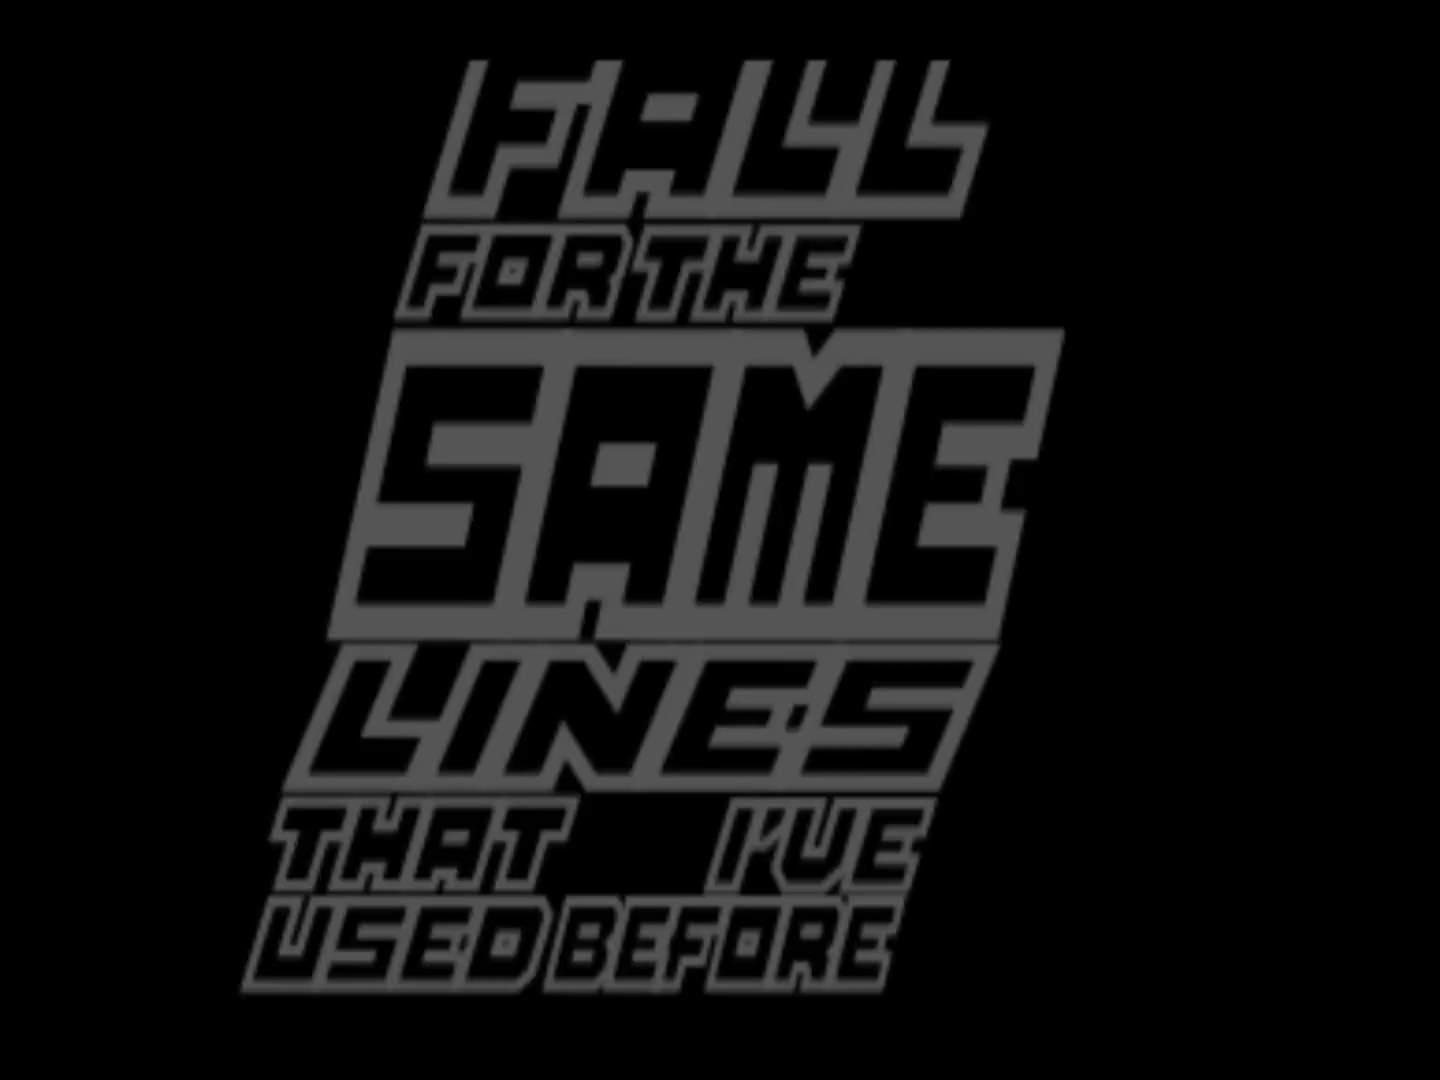 FALL
FOR THE
SAME
LINES
THAT I'VE
USED BEFORE